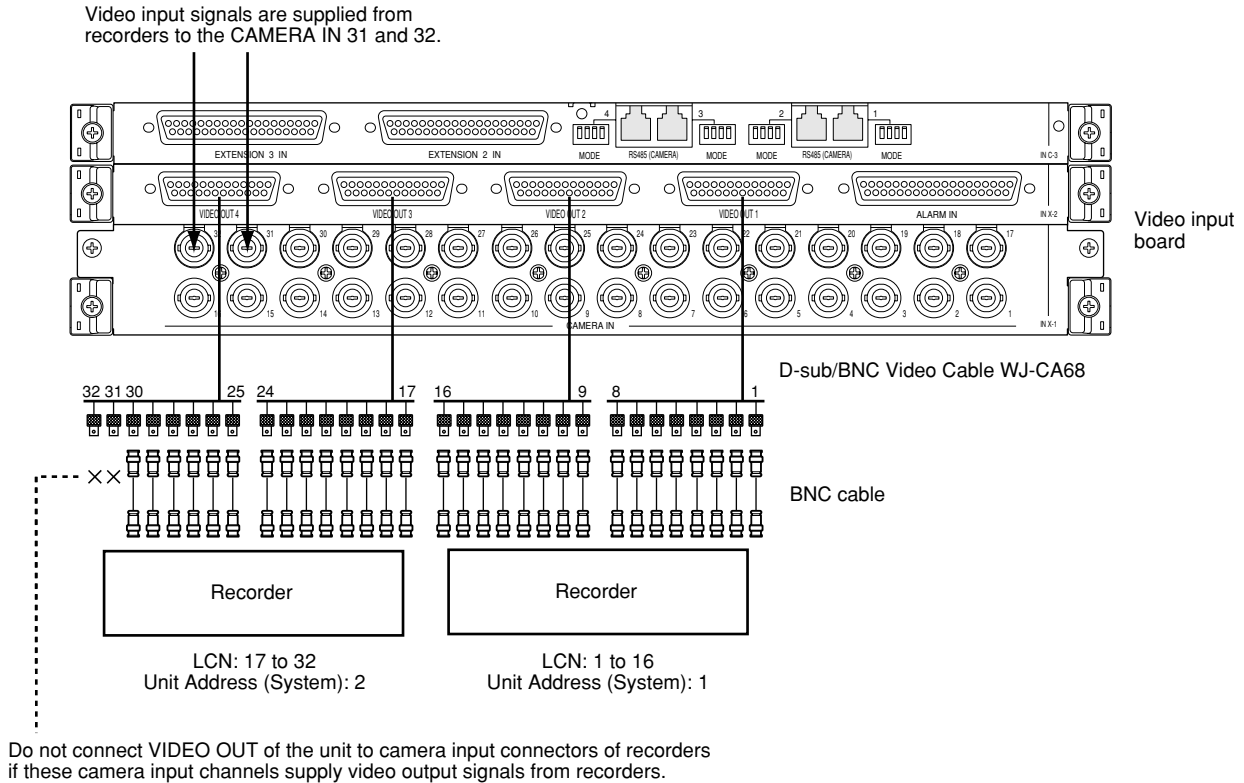 Video input signals are supplied from
recorders to the CAMERA IN 31 and 32.
4 3 2 1
EXTENSION 3 IN EXTENSION 2 IN MODE RS485 (CAMERA) MODE MODE RS485 (CAMERA) MODE IN C-3
VIDEO OUT 4 VIDEO OUT 3 VIDEO OUT 2 VIDEO OUT 1 ALARM IN IN X-2
Video input
board
32 31 30 29 28 27 26 25 24 23 22 21 20 19 18 17
16 15 14 13 12 11 10 9 8 7 6 5 4 3 2 1
CAMERA IN IN X-1
D-sub/BNC Video Cable WJ-CA68
32 31 30 25 24 17 16 9 8 1
BNC cable
Recorder Recorder
LCN: 17 to 32 LCN: 1 to 16
Unit Address (System): 2 Unit Address (System): 1
Do not connect VIDEO OUT of the unit to camera input connectors of recorders
if these camera input channels supply video output signals from recorders.